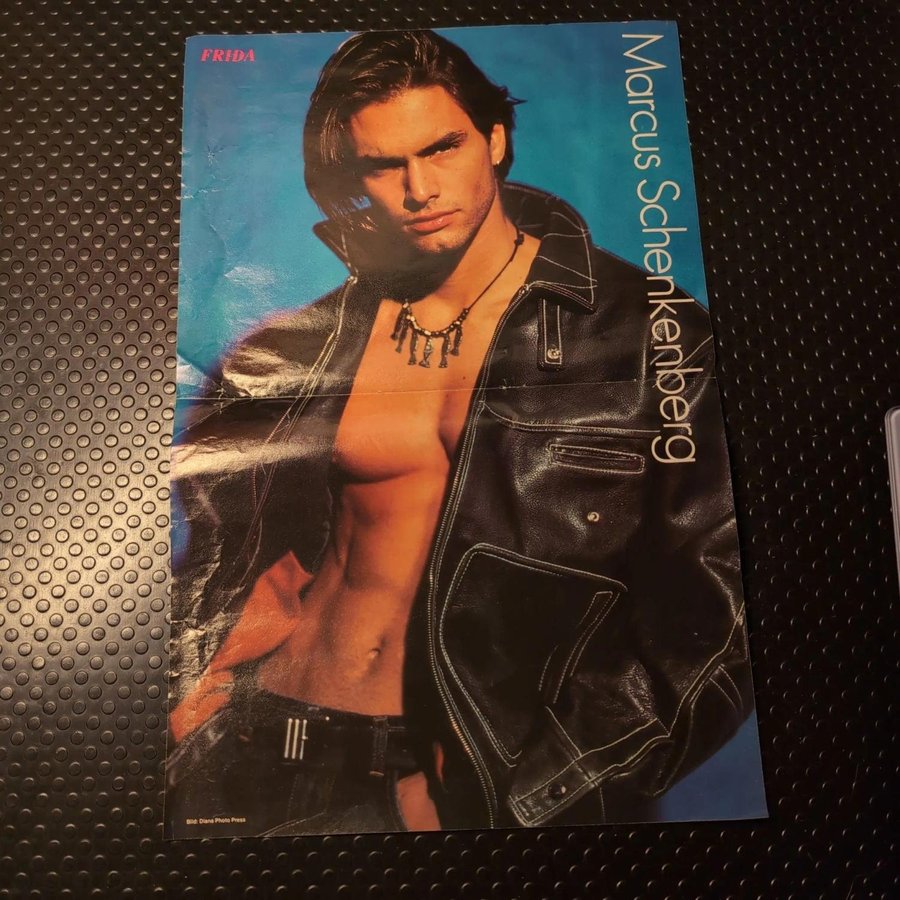 FRIDA
Marcus Schenkenberg
Bild: Diana Photo Press